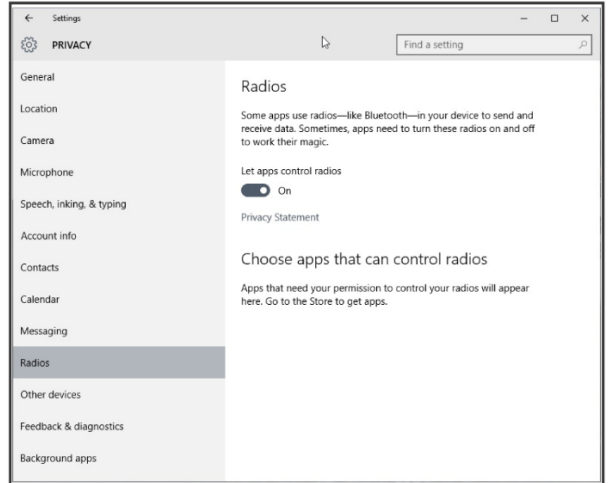 Settings
PRIVACY
Find a setting
General
Location
Camera
Microphone
Speech, inking, & typing
Account info
Contacts
Calendar
Messaging
Radios
Other devices
Feedback & diagnostics
Background apps
Radios
Some apps use radios—like Bluetooth—in your device to send and
receive data. Sometimes, apps need to turn these radios on and off
to work their magic.
Let apps control radios
On
Privacy Statement
Choose apps that can control radios
Apps that need your permission to control your radios will appear
here. Go to the Store to get apps.